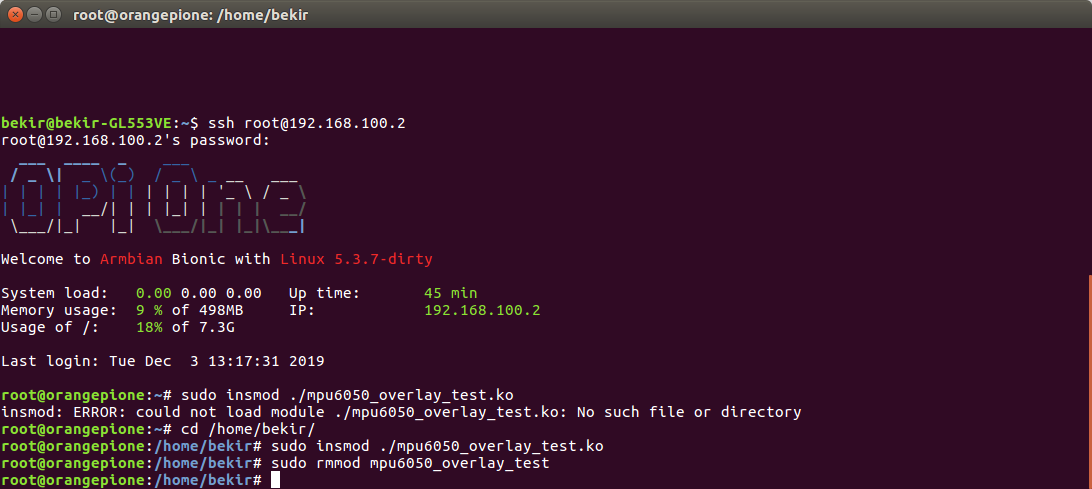 root@orangepione: /home/bekir
bekir@bekir-GL553VE:~$ ssh root@192.168.100.2
root@192.168.100.2's password:
OPi One
Welcome to Armbian Bionic with Linux 5.3.7-dirty
System load:   0.00 0.00 0.00   Up time:       45 min
Memory usage:  9 % of 498MB     IP:            192.168.100.2
Usage of /:    18% of 7.3G
Last login: Tue Dec  3 13:17:31 2019
root@orangepione:~# sudo insmod ./mpu6050_overlay_test.ko
insmod: ERROR: could not load module ./mpu6050_overlay_test.ko: No such file or directory
root@orangepione:~# cd /home/bekir/
root@orangepione:/home/bekir# sudo insmod ./mpu6050_overlay_test.ko
root@orangepione:/home/bekir# sudo rmmod mpu6050_overlay_test
root@orangepione:/home/bekir#